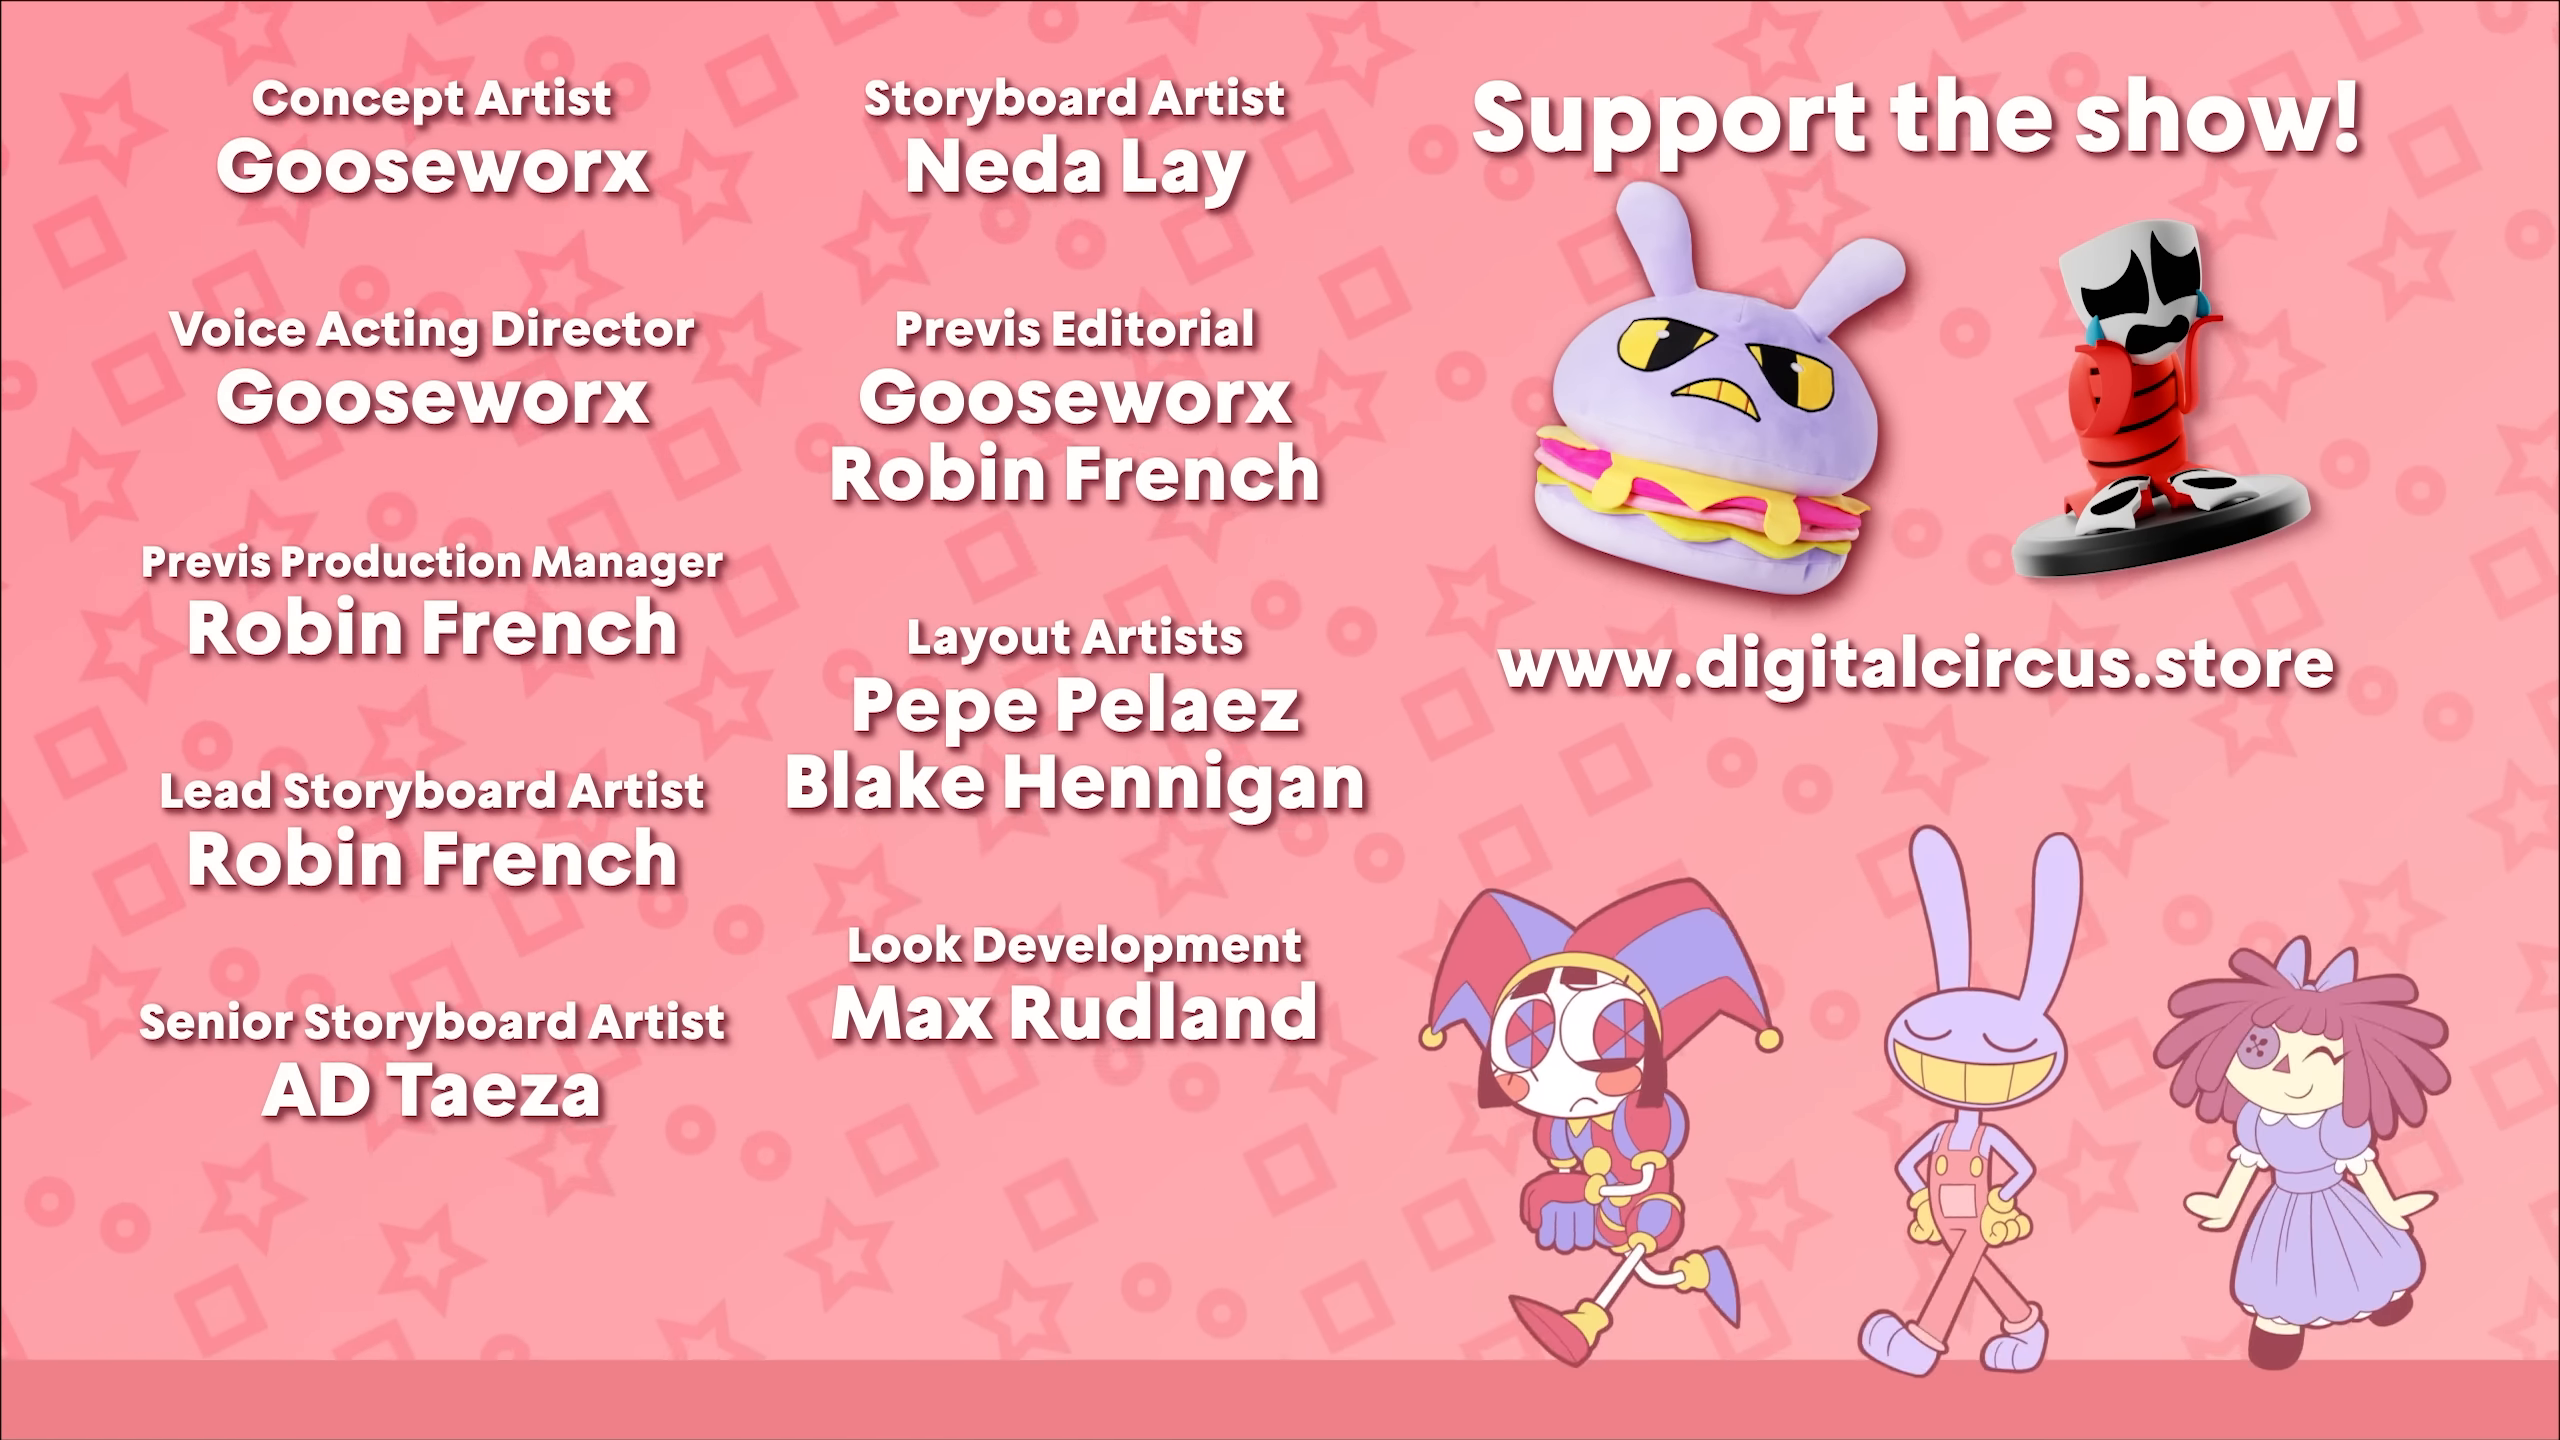 Concept Artist
Gooseworx
Voice Acting Director
Gooseworx
Previs Production Manager
Robin French
Lead Storyboard Artist
Robin French
Senior Storyboard Artist
AD Taeza
Storyboard Artist
Neda Lay
Previs Editorial
Gooseworx
Robin French
Layout Artists
Pepe Pelaez
Blake Hennigan
Look Development
Max Rudland
Support the show!
www.digitalcircus.store